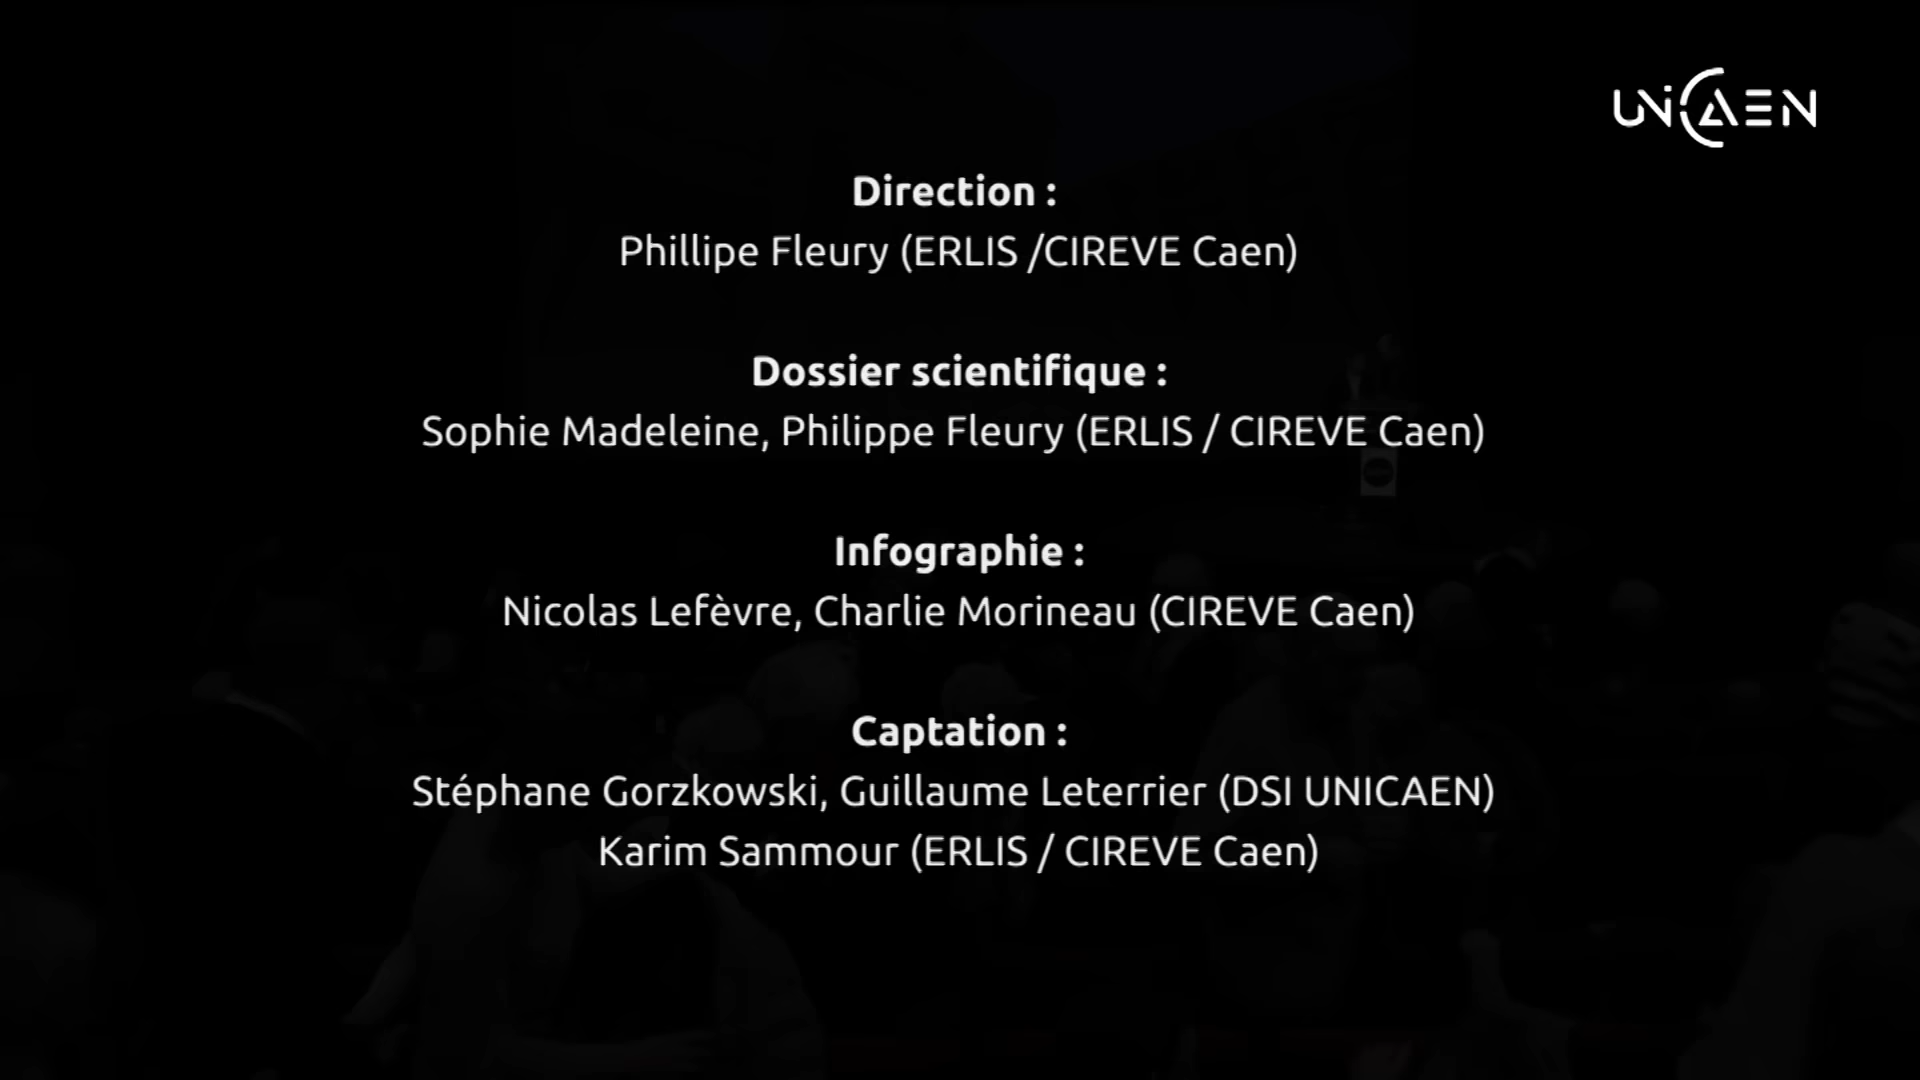 UNICAEN
Direction :
Phillipe Fleury (ERLIS /CIREVE Caen)
Dossier scientifique :
Sophie Madeleine, Philippe Fleury (ERLIS / CIREVE Caen)
Infographie :
Nicolas Lefèvre, Charlie Morineau (CIREVE Caen)
Captation :
Stéphane Gorzkowski, Guillaume Leterrier (DSI UNICAEN)
Karim Sammour (ERLIS / CIREVE Caen)